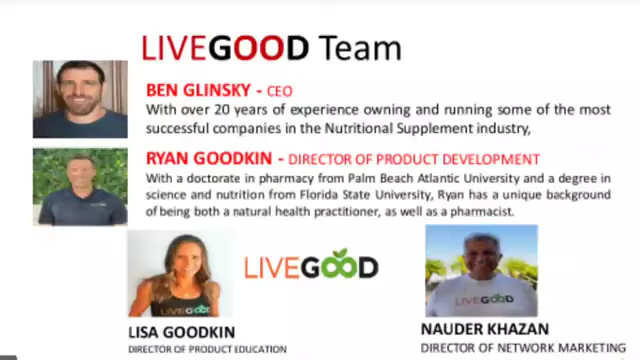 LIVEGOOD Team
BEN GLINSKY - CEO
With over 20 years of experience owning and running some of the most
successful companies in the Nutritional Supplement industry,
RYAN GOODKIN - DIRECTOR OF PRODUCT DEVELOPMENT
With a doctorate in pharmacy from Palm Beach Atlantic University and a degree in
science and nutrition from Florida State University, Ryan has a unique background
of being both a natural health practitioner, as well as a pharmacist.
LIVEGOOD
LIVEGOOD
LIVEGOOD
LISA GOODKIN
DIRECTOR OF PRODUCT EDUCATION
NAUDER KHAZAN
DIRECTOR OF NETWORK MARKETING